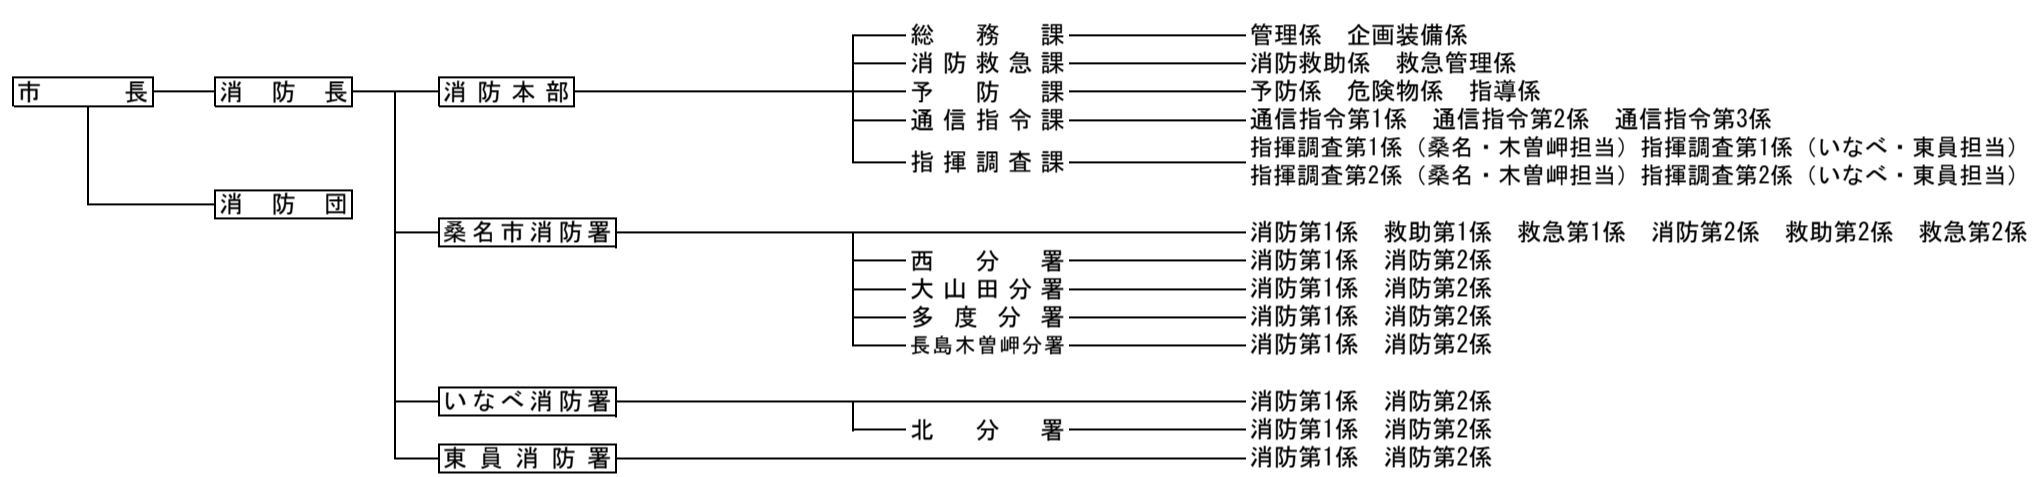 総務課 管理係 企画装備係
消防救急課 消防救助係 救急管理係
市長 消防長 消防本部 予防課 予防係 危険物係 指導係
通信指令課 通信指令第1係 通信指令第2係 通信指令第3係
指揮調査課 指揮調査第1係（桑名・木曽岬担当）指揮調査第1係（いなべ・東員担当）
指揮調査第2係（桑名・木曽岬担当）指揮調査第2係（いなべ・東員担当）
消防団
桑名市消防署 消防第1係 救助第1係 救急第1係 消防第2係 救助第2係 救急第2係
西分署 消防第1係 消防第2係
大山田分署 消防第1係 消防第2係
多度分署 消防第1係 消防第2係
長島木曽岬分署 消防第1係 消防第2係
いなべ消防署 消防第1係 消防第2係
北分署 消防第1係 消防第2係
東員消防署 消防第1係 消防第2係